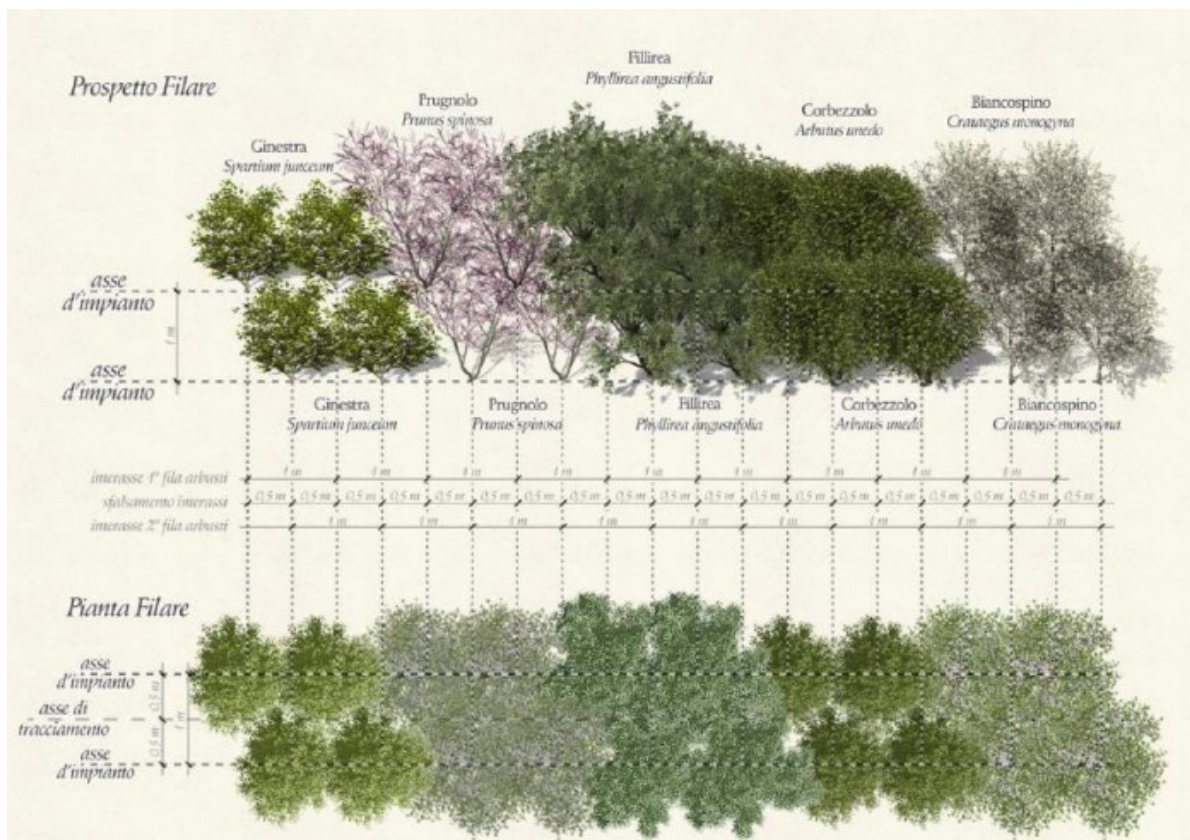 Prospetto Filare
Fillirea
Phyllirea angustifolia
Prugnolo
Prunus spinosa
Corbezzolo
Arbutus unedo
Biancospino
Crataegus monogyna
Ginestra
Spartium junceum
asse
d'impianto
1 m
asse
d'impianto
Ginestra
Spartium junceum
Prugnolo
Prunus spinosa
Fillirea
Phyllirea angustifolia
Corbezzolo
Arbutus unedo
Biancospino
Crataegus monogyna
interasse 1ª fila arbusti 1 m 1 m 1 m 1 m 1 m 1 m 1 m 1 m 1 m
sfalsamento interassi 0,5 m 0,5 m 0,5 m 0,5 m 0,5 m 0,5 m 0,5 m 0,5 m 0,5 m 0,5 m 0,5 m 0,5 m 0,5 m 0,5 m 0,5 m 0,5 m 0,5 m 0,5 m 0,5 m
interasse 2ª fila arbusti 1 m 1 m 1 m 1 m 1 m 1 m 1 m 1 m 1 m
Pianta Filare
asse
d'impianto
0,5 m
asse di
tracciamento
1 m
0,5 m
asse
d'impianto